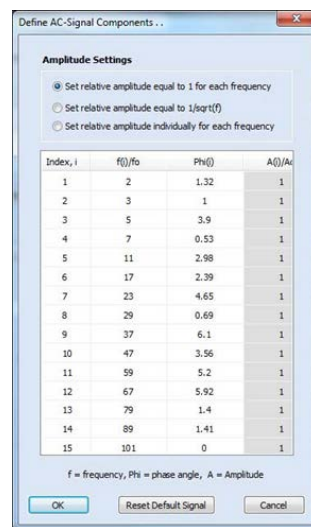 Define AC-Signal Components . .
x
Amplitude Settings
Set relative amplitude equal to 1 for each frequency
Set relative amplitude equal to 1/sqrt(f)
Set relative amplitude individually for each frequency
Index, i f(i)/fo Phi(i) A(i)/Ac
1 2 1.32 1
2 3 1 1
3 5 3.9 1
4 7 0.53 1
5 11 2.98 1
6 17 2.39 1
7 23 4.65 1
8 29 0.69 1
9 37 6.1 1
10 47 3.56 1
11 59 5.2 1
12 67 5.92 1
13 79 1.4 1
14 89 1.41 1
15 101 0 1
f = frequency, Phi = phase angle, A = Amplitude
OK Reset Default Signal Cancel